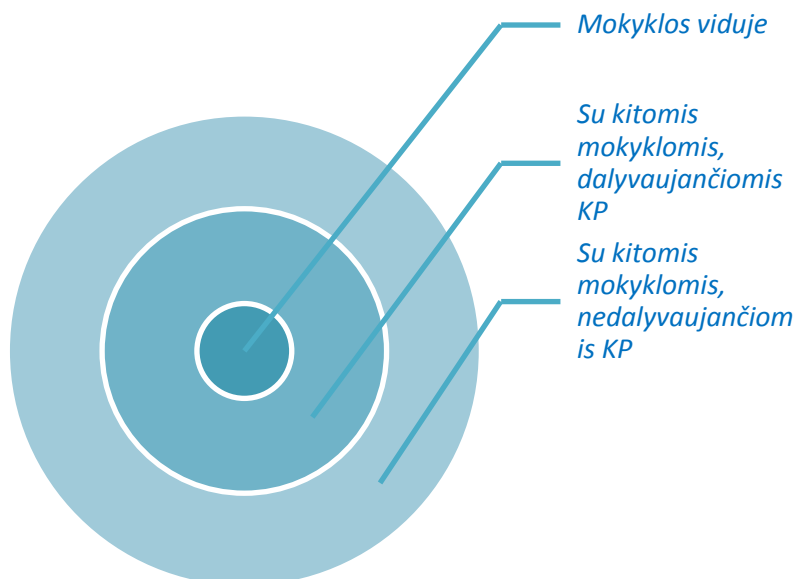 Mokyklos viduje
Su kitomis
mokyklomis,
dalyvaujančiomis
KP
Su kitomis
mokyklomis,
nedalyvaujančiom
is KP